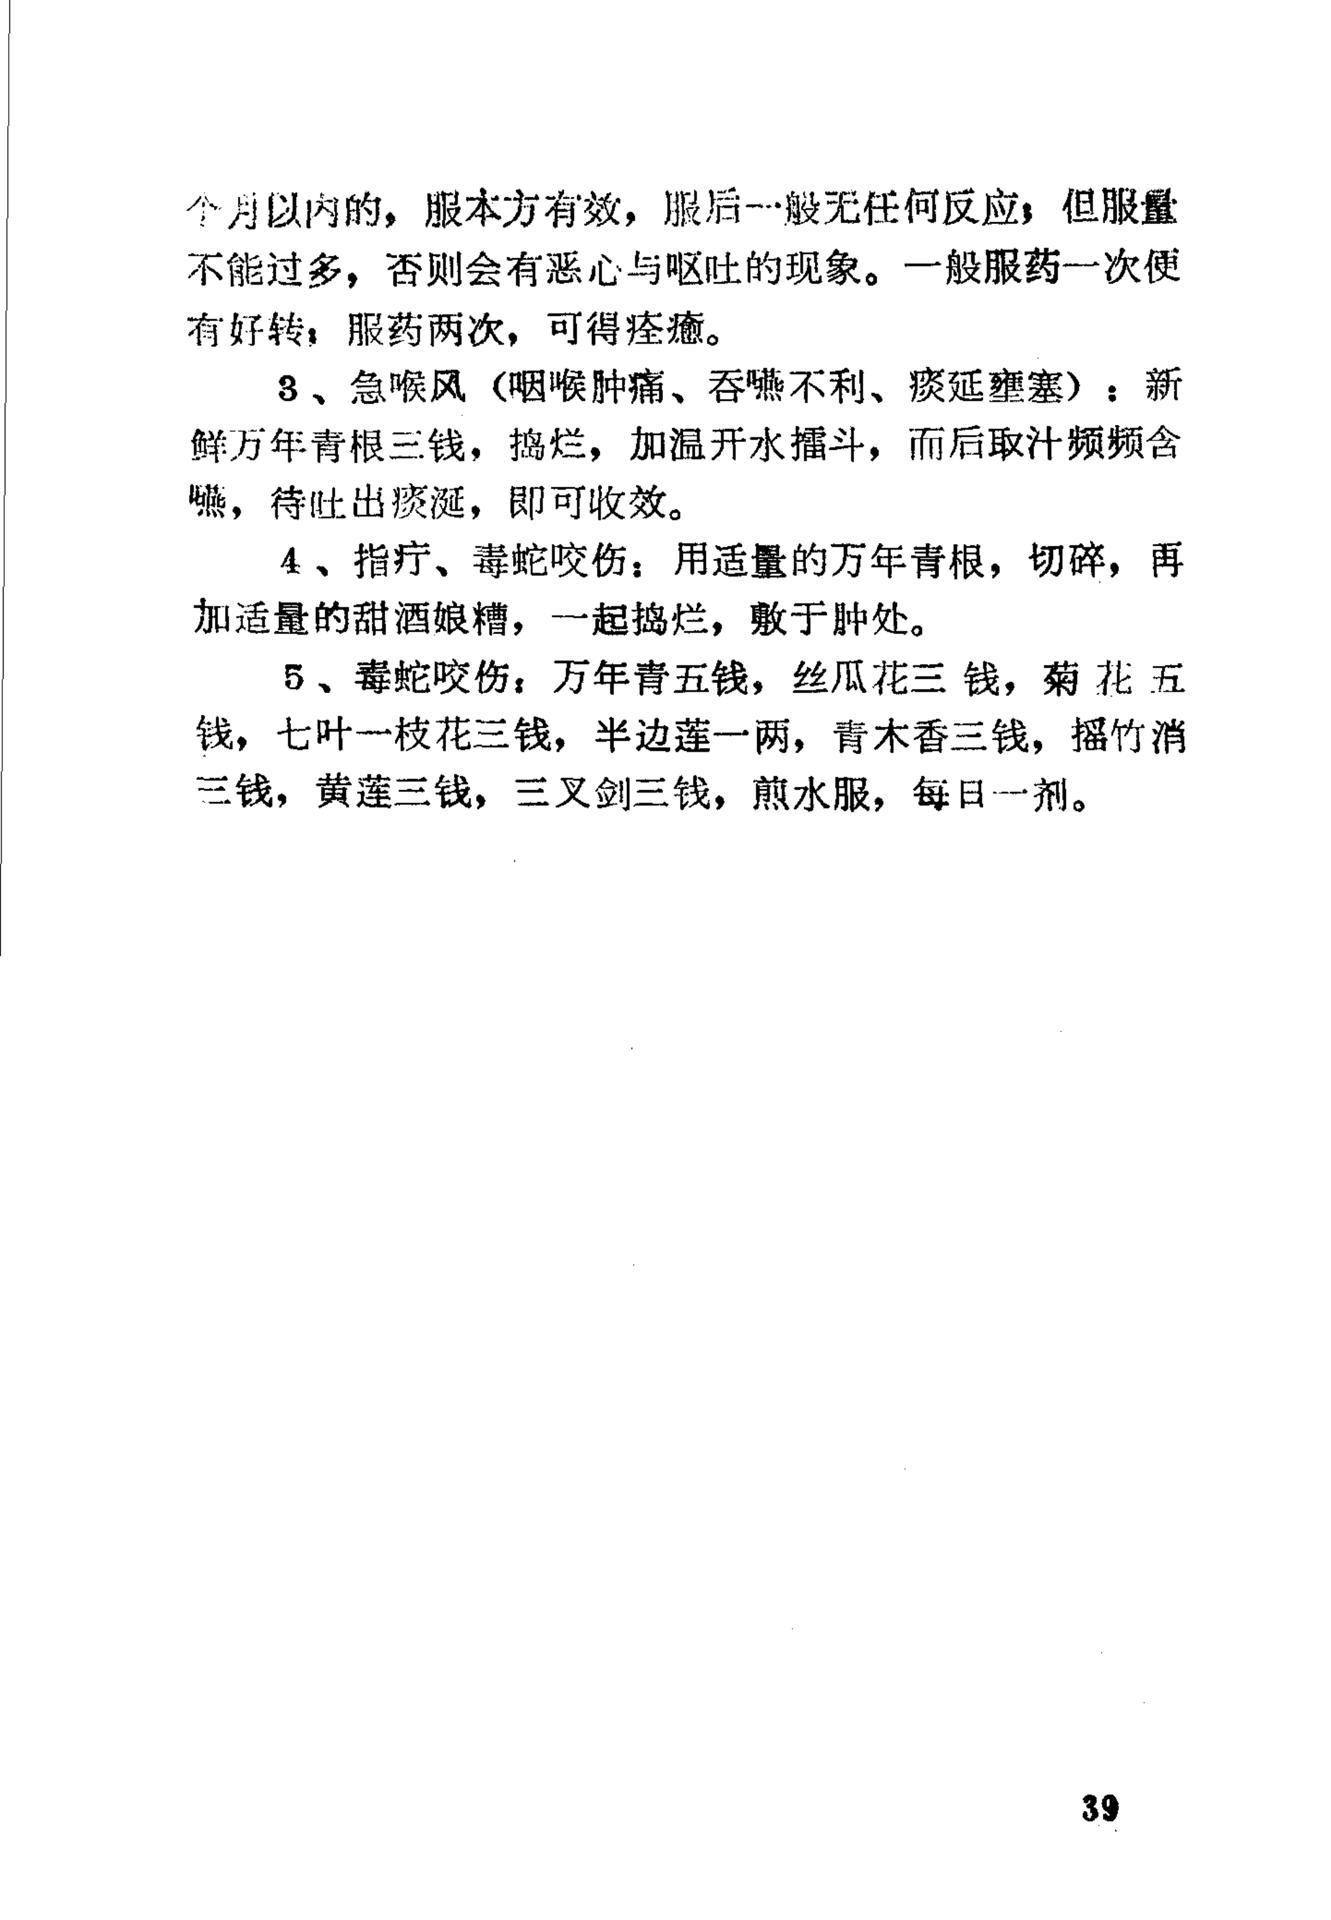 个月以内的，服本方有效，服后一般无任何反应；但服量
不能过多，否则会有恶心与呕吐的现象。一般服药一次便
有好转；服药两次，可得痊癒。
3、急喉风（咽喉肿痛、吞嚥不利、痰延壅塞）：新
鲜万年青根三钱，捣烂，加温开水擂斗，而后取汁频频含
嚥，待吐出痰涎，即可收效。
4、指疔、毒蛇咬伤：用适量的万年青根，切碎，再
加适量的甜酒娘糟，一起捣烂，敷于肿处。
5、毒蛇咬伤：万年青五钱，丝瓜花三钱，菊花五
钱，七叶一枝花三钱，半边莲一两，青木香三钱，摇竹消
三钱，黄莲三钱，三叉剑三钱，煎水服，每日一剂。
39